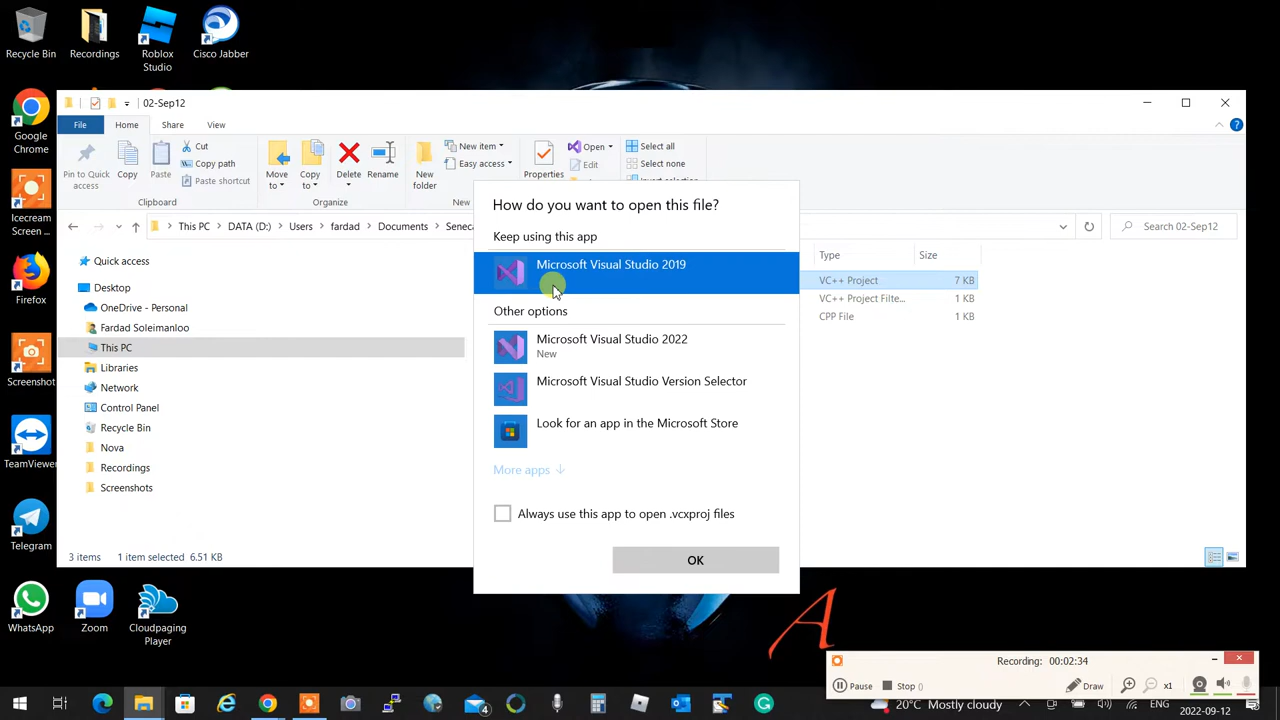 Recycle Bin
Recordings
Roblox
Studio
Cisco Jabber
Google
Chrome
Icecream
Screen ...
Firefox
Screenshot
TeamViewer
Telegram
WhatsApp
Zoom
Cloudpaging
Player
02-Sep12
File
Home
Share
View
Pin to Quick
access
Copy
Paste
Cut
Copy path
Paste shortcut
Clipboard
Move
to
Copy
to
Delete
Rename
Organize
New
folder
New item
Easy access
New
Properties
Open
Edit
Select all
Select none
This PC
DATA (D:)
Users
fardad
Documents
Search 02-Sep12
Quick access
Desktop
OneDrive - Personal
Fardad Soleimanloo
This PC
Libraries
Network
Control Panel
Recycle Bin
Nova
Recordings
Screenshots
Type
VC++ Project
7 KB
VC++ Project Filte...
1 KB
CPP File
1 KB
3 items
1 item selected
6.51 KB
How do you want to open this file?
Keep using this app
Microsoft Visual Studio 2019
Other options
Microsoft Visual Studio 2022
New
Microsoft Visual Studio Version Selector
Look for an app in the Microsoft Store
More apps
Always use this app to open .vcxproj files
OK
A
Recording: 00:02:34
Pause
Stop ()
Draw
x1
4
20°C Mostly cloudy
ENG
2022-09-12